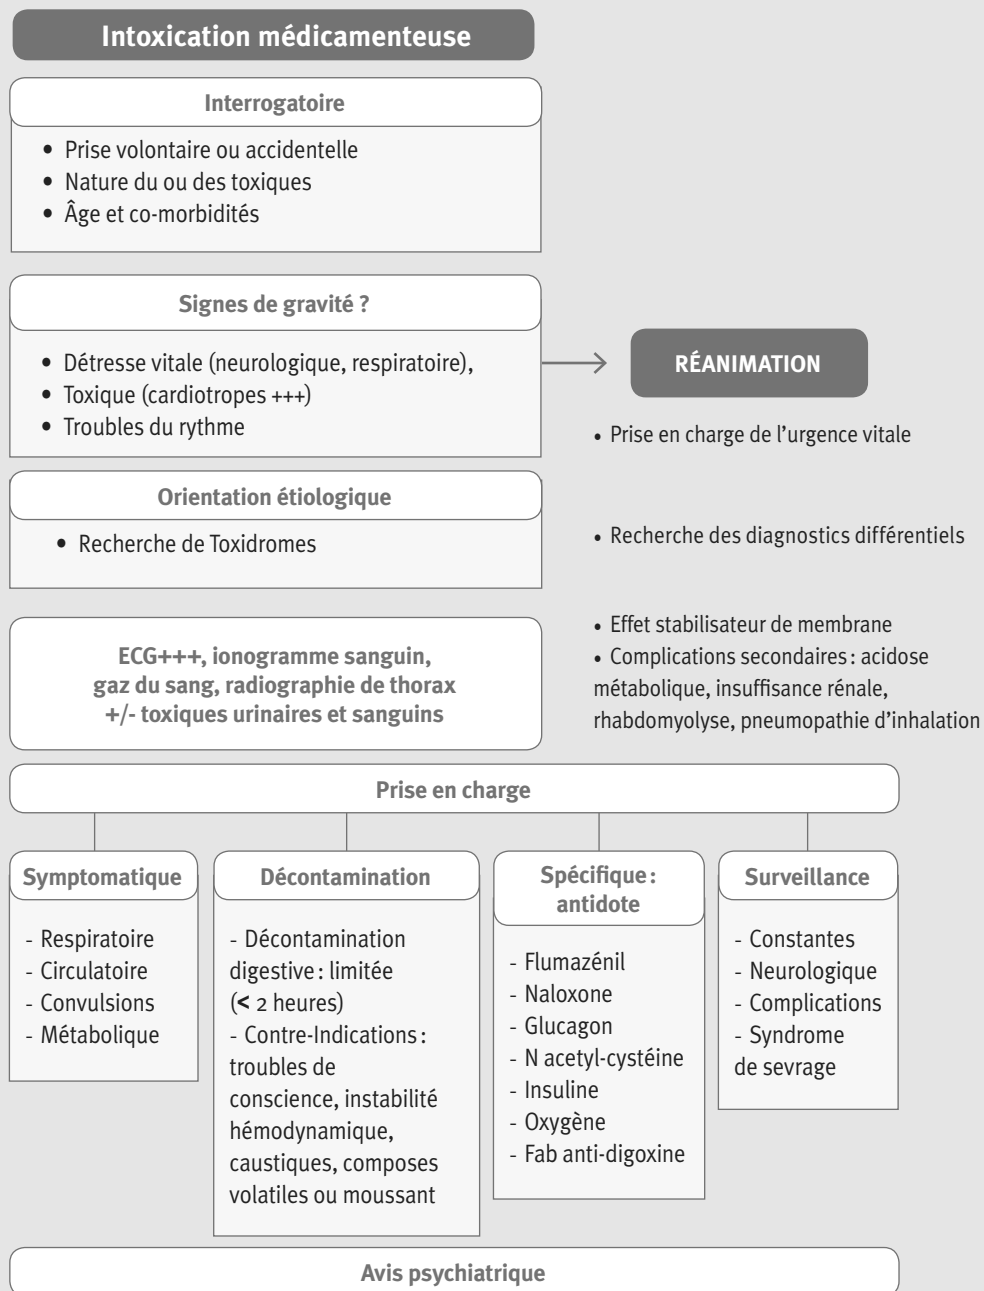 Intoxication médicamenteuse
Interrogatoire
• Prise volontaire ou accidentelle
• Nature du ou des toxiques
• Âge et co-morbidités
Signes de gravité ?
• Détresse vitale (neurologique, respiratoire),
• Toxique (cardiotropes +++)
• Troubles du rythme
RÉANIMATION
• Prise en charge de l’urgence vitale
Orientation étiologique
• Recherche de Toxidromes
• Recherche des diagnostics différentiels
ECG+++, ionogramme sanguin,
gaz du sang, radiographie de thorax
+/- toxiques urinaires et sanguins
• Effet stabilisateur de membrane
• Complications secondaires : acidose
métabolique, insuffisance rénale,
rhabdomyolyse, pneumopathie d’inhalation
Prise en charge
Symptomatique
- Respiratoire
- Circulatoire
- Convulsions
- Métabolique
Décontamination
- Décontamination
digestive : limitée
(< 2 heures)
- Contre-Indications :
troubles de
conscience, instabilité
hémodynamique,
caustiques, composes
volatiles ou moussant
Spécifique :
antidote
- Flumazénil
- Naloxone
- Glucagon
- N acetyl-cystéine
- Insuline
- Oxygène
- Fab anti-digoxine
Surveillance
- Constantes
- Neurologique
- Complications
- Syndrome
de sevrage
Avis psychiatrique